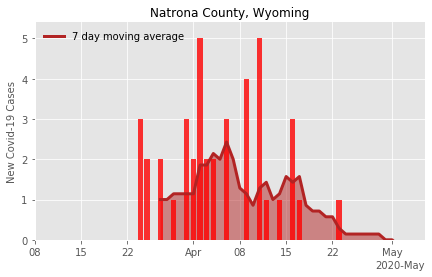 Natrona County, Wyoming
7 day moving average
New Covid-19 Cases
5
4
3
2
1
0
08 15 22 Apr 08 15 22 May
2020-May